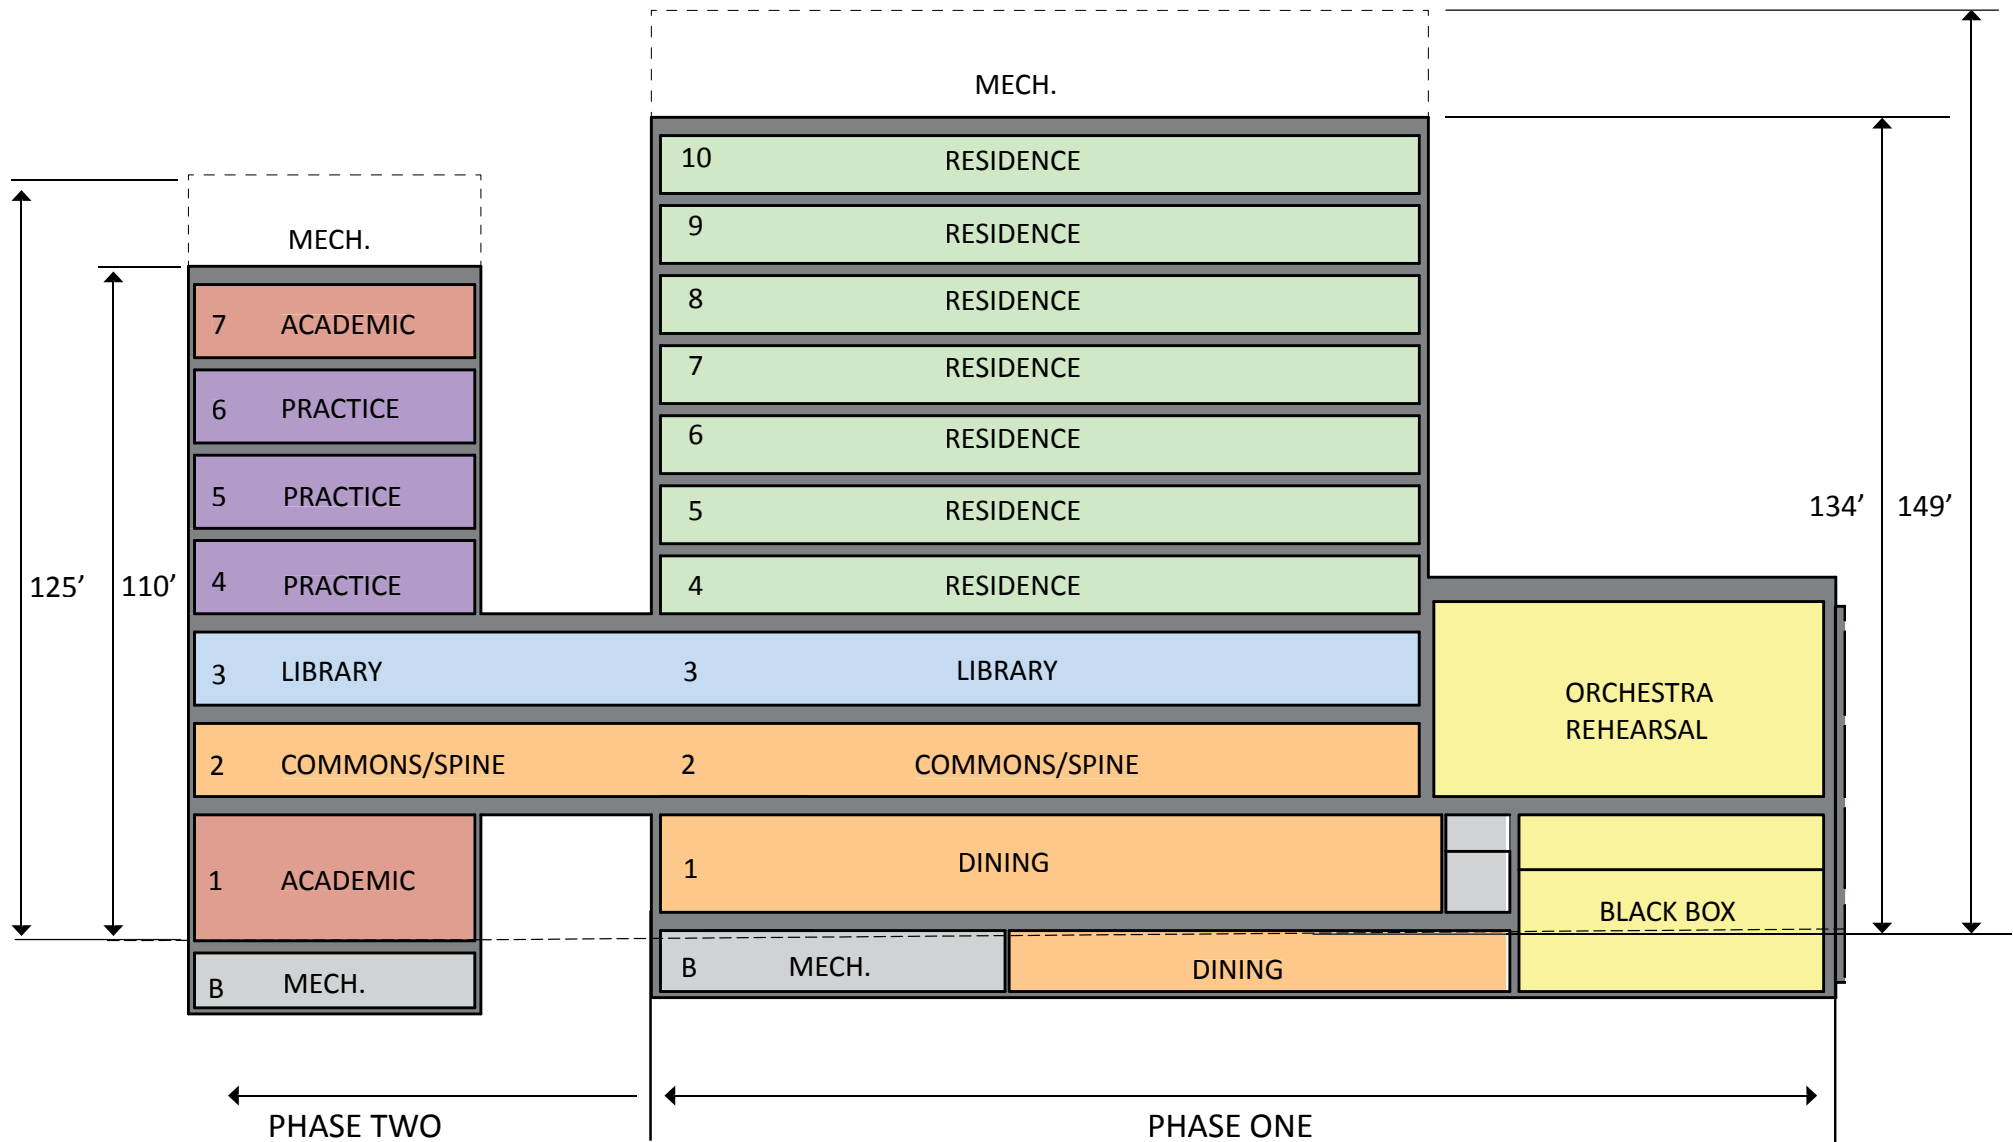 MECH.
10 RESIDENCE
9 RESIDENCE
MECH.
8 RESIDENCE
7 ACADEMIC
7 RESIDENCE
6 PRACTICE
6 RESIDENCE
5 PRACTICE
5 RESIDENCE
134’ 149’
125’ 110’
4 PRACTICE
4 RESIDENCE
3 LIBRARY
3 LIBRARY
ORCHESTRA
REHEARSAL
2 COMMONS/SPINE
2 COMMONS/SPINE
1 ACADEMIC
1 DINING
BLACK BOX
B MECH.
B MECH.
DINING
PHASE TWO
PHASE ONE